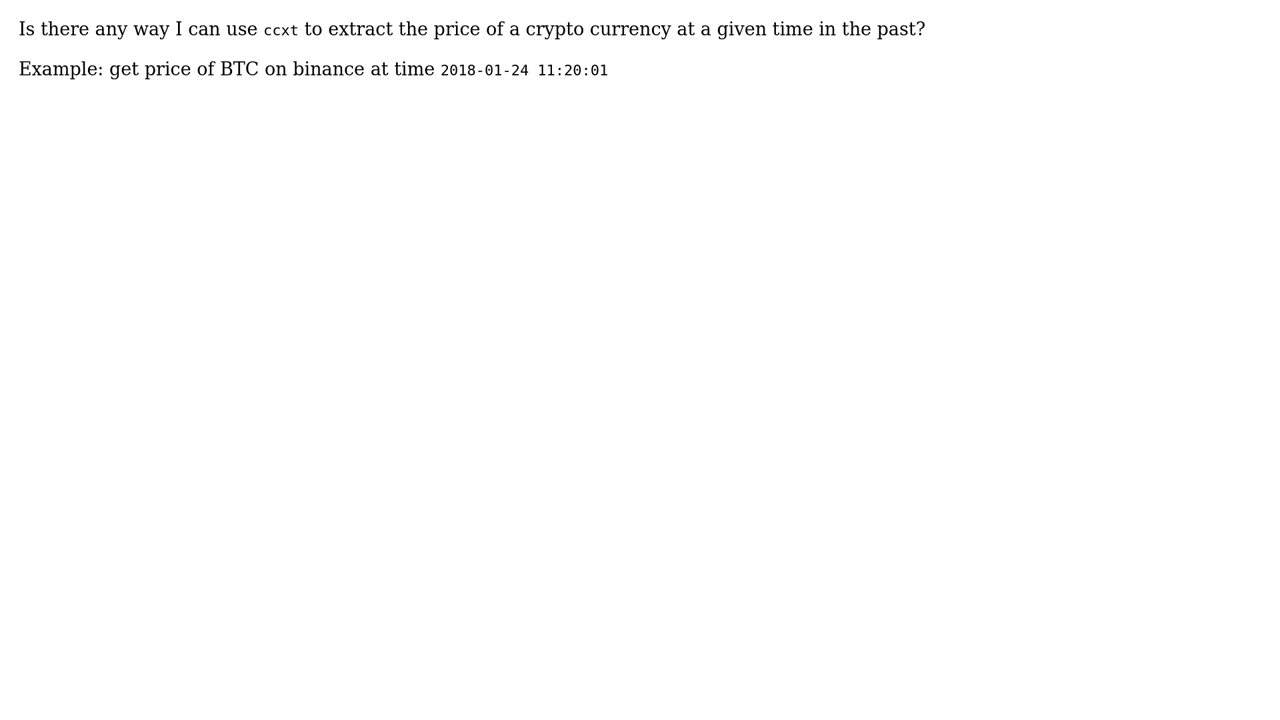 Is there any way I can use ccxt to extract the price of a crypto currency at a given time in the past?
Example: get price of BTC on binance at time 2018-01-24 11:20:01